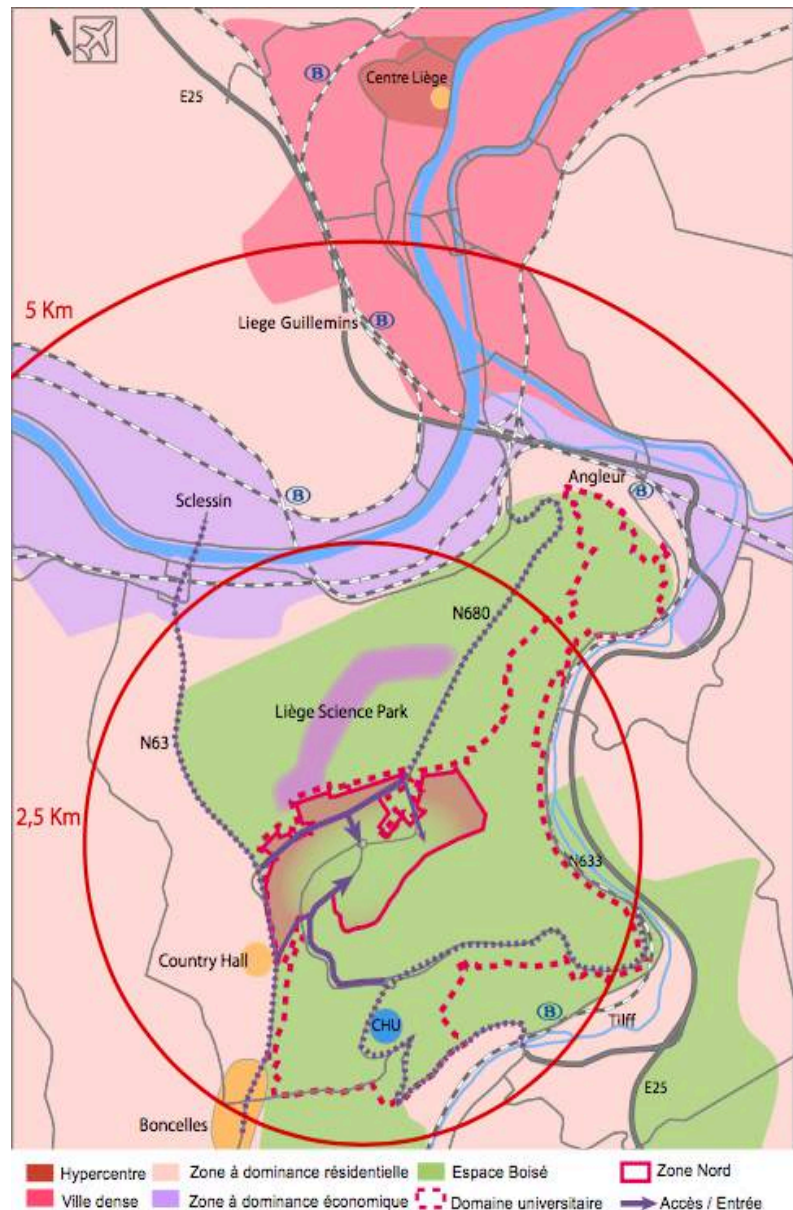 Centre Liège
B
E25
5 Km
Liege Guillemins
B
Angleur
B
Sclessin
B
N680
Liège Science Park
N63
2,5 Km
N633
Country Hall
B
Tilff
CHU
E25
Boncelles
Hypercentre
Zone à dominance résidentielle
Espace Boisé
Zone Nord
Ville dense
Zone à dominance économique
Domaine universitaire
Accès / Entrée